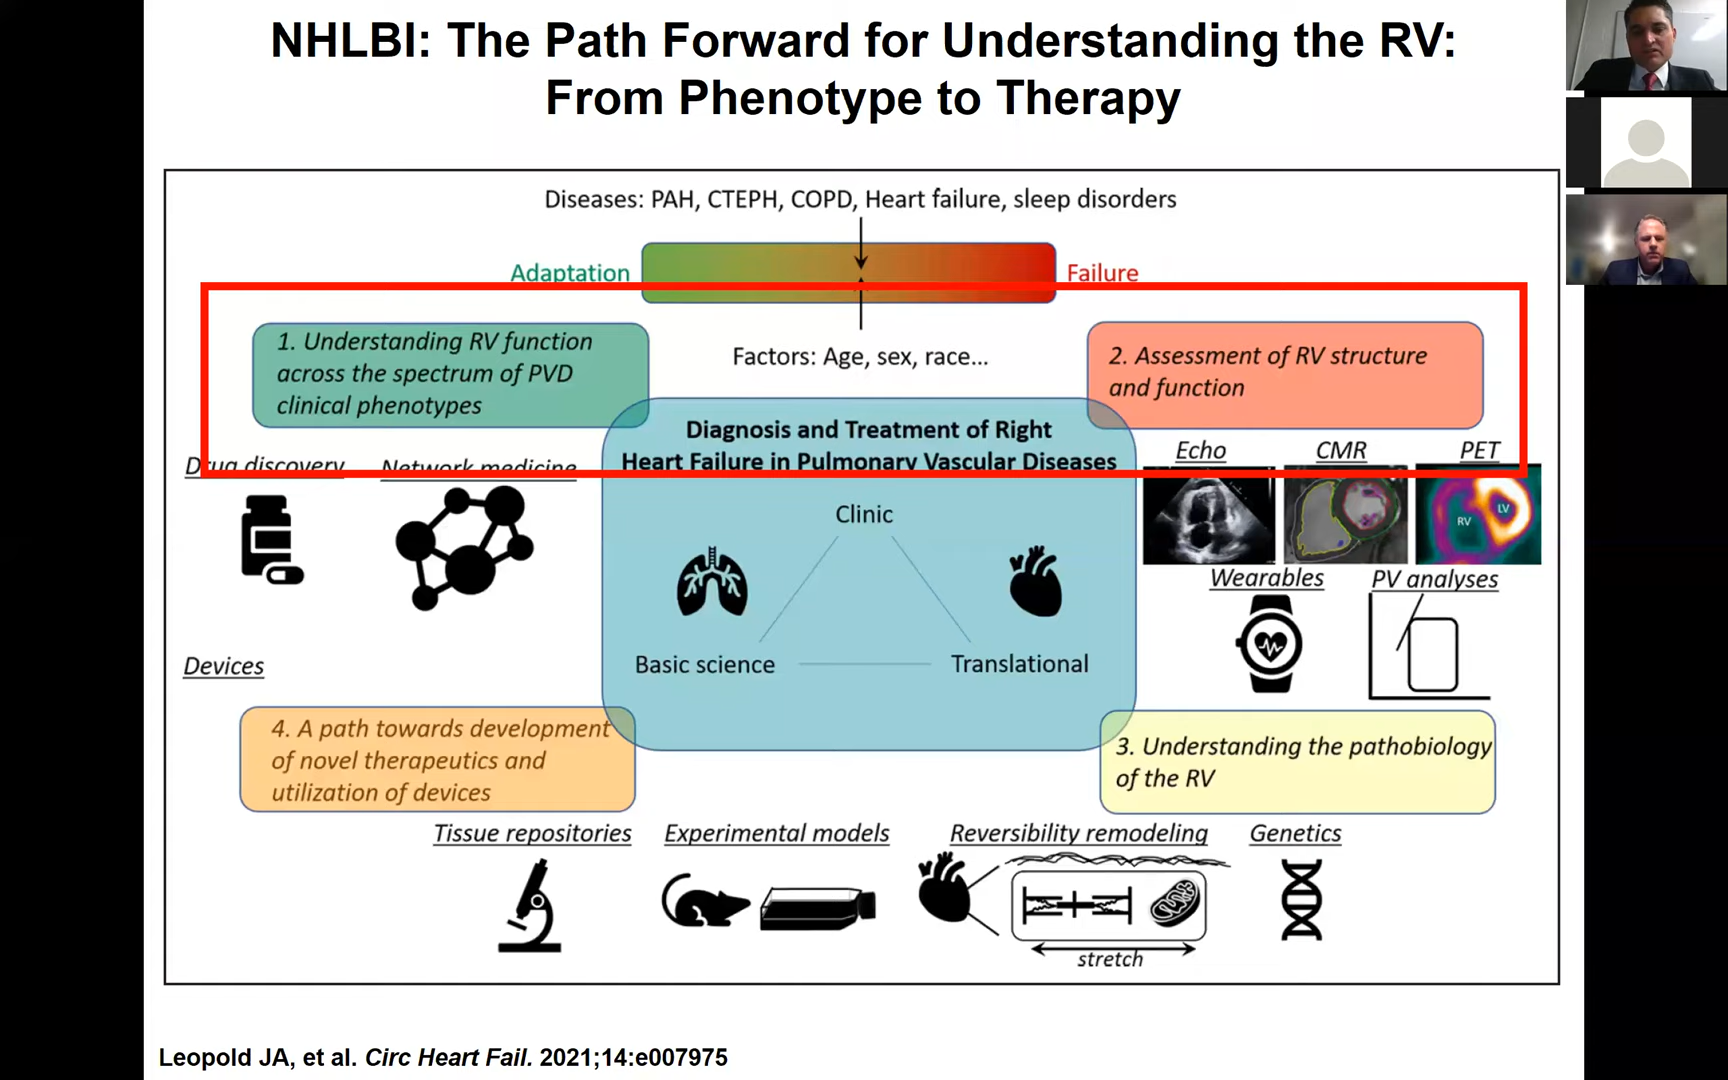 NHLBI: The Path Forward for Understanding the RV:
From Phenotype to Therapy
Diseases: PAH, CTEPH, COPD, Heart failure, sleep disorders
Adaptation
Failure
1. Understanding RV function
across the spectrum of PVD
clinical phenotypes
Factors: Age, sex, race...
2. Assessment of RV structure
and function
Diagnosis and Treatment of Right
Heart Failure in Pulmonary Vascular Diseases
Drug discovery
Network medicine
Echo
CMR
PET
RV
LV
Clinic
Basic science
Translational
Wearables
PV analyses
Devices
4. A path towards development
of novel therapeutics and
utilization of devices
3. Understanding the pathobiology
of the RV
Tissue repositories
Experimental models
Reversibility remodeling
Genetics
stretch
Leopold JA, et al. Circ Heart Fail. 2021;14:e007975